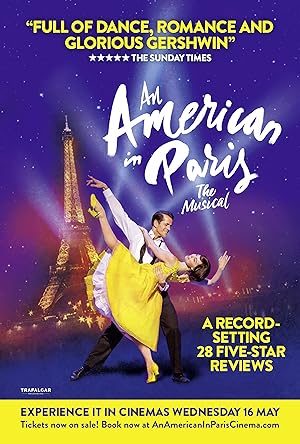 “FULL OF DANCE, ROMANCE AND
GLORIOUS GERSHWIN”
★★★★★ THE SUNDAY TIMES
An
American
in
Paris
The
Musical
A RECORD-
SETTING
28 FIVE-STAR
REVIEWS
TRAFALGAR
EXPERIENCE IT IN CINEMAS WEDNESDAY 16 MAY
Tickets now on sale! Book now at AnAmericanInParisCinema.com